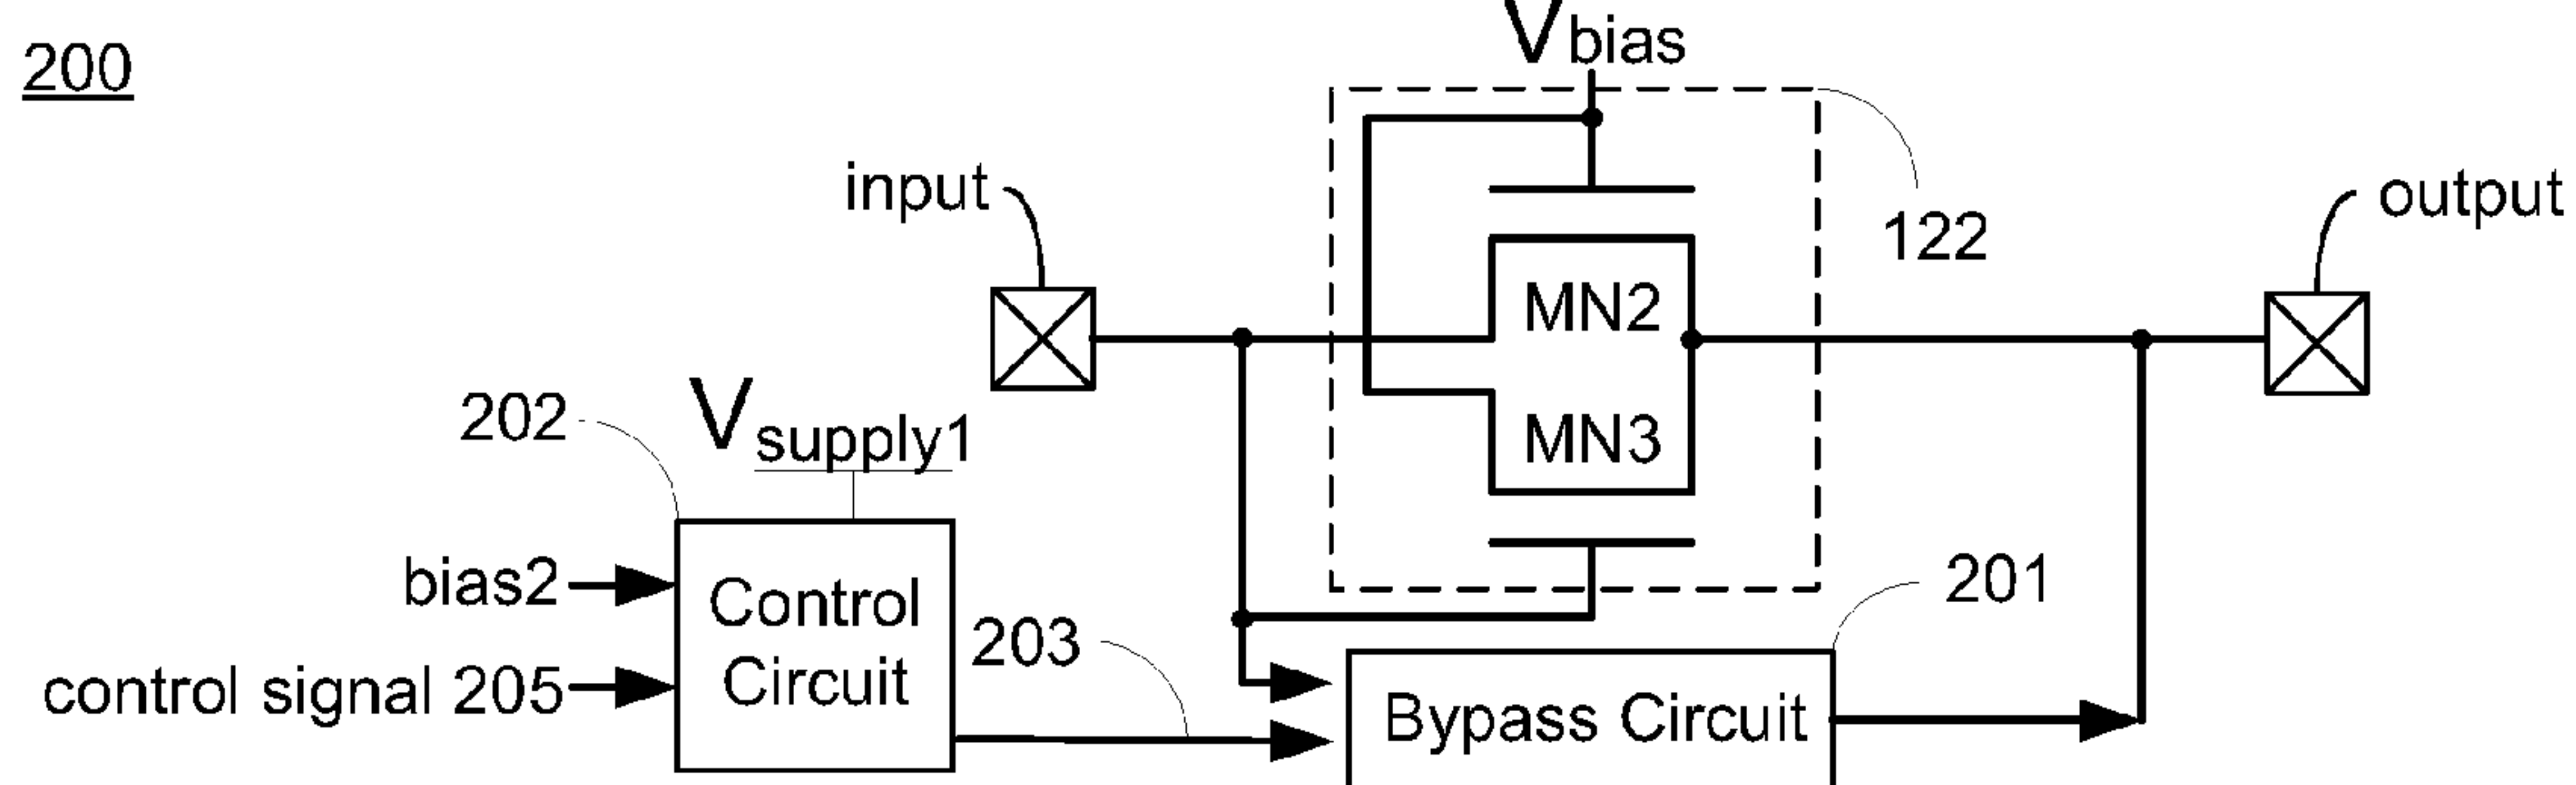 200
Vbias
input
122
output
MN2
MN3
202
Vsupply1
bias2
control signal 205
Control
Circuit
203
201
Bypass Circuit